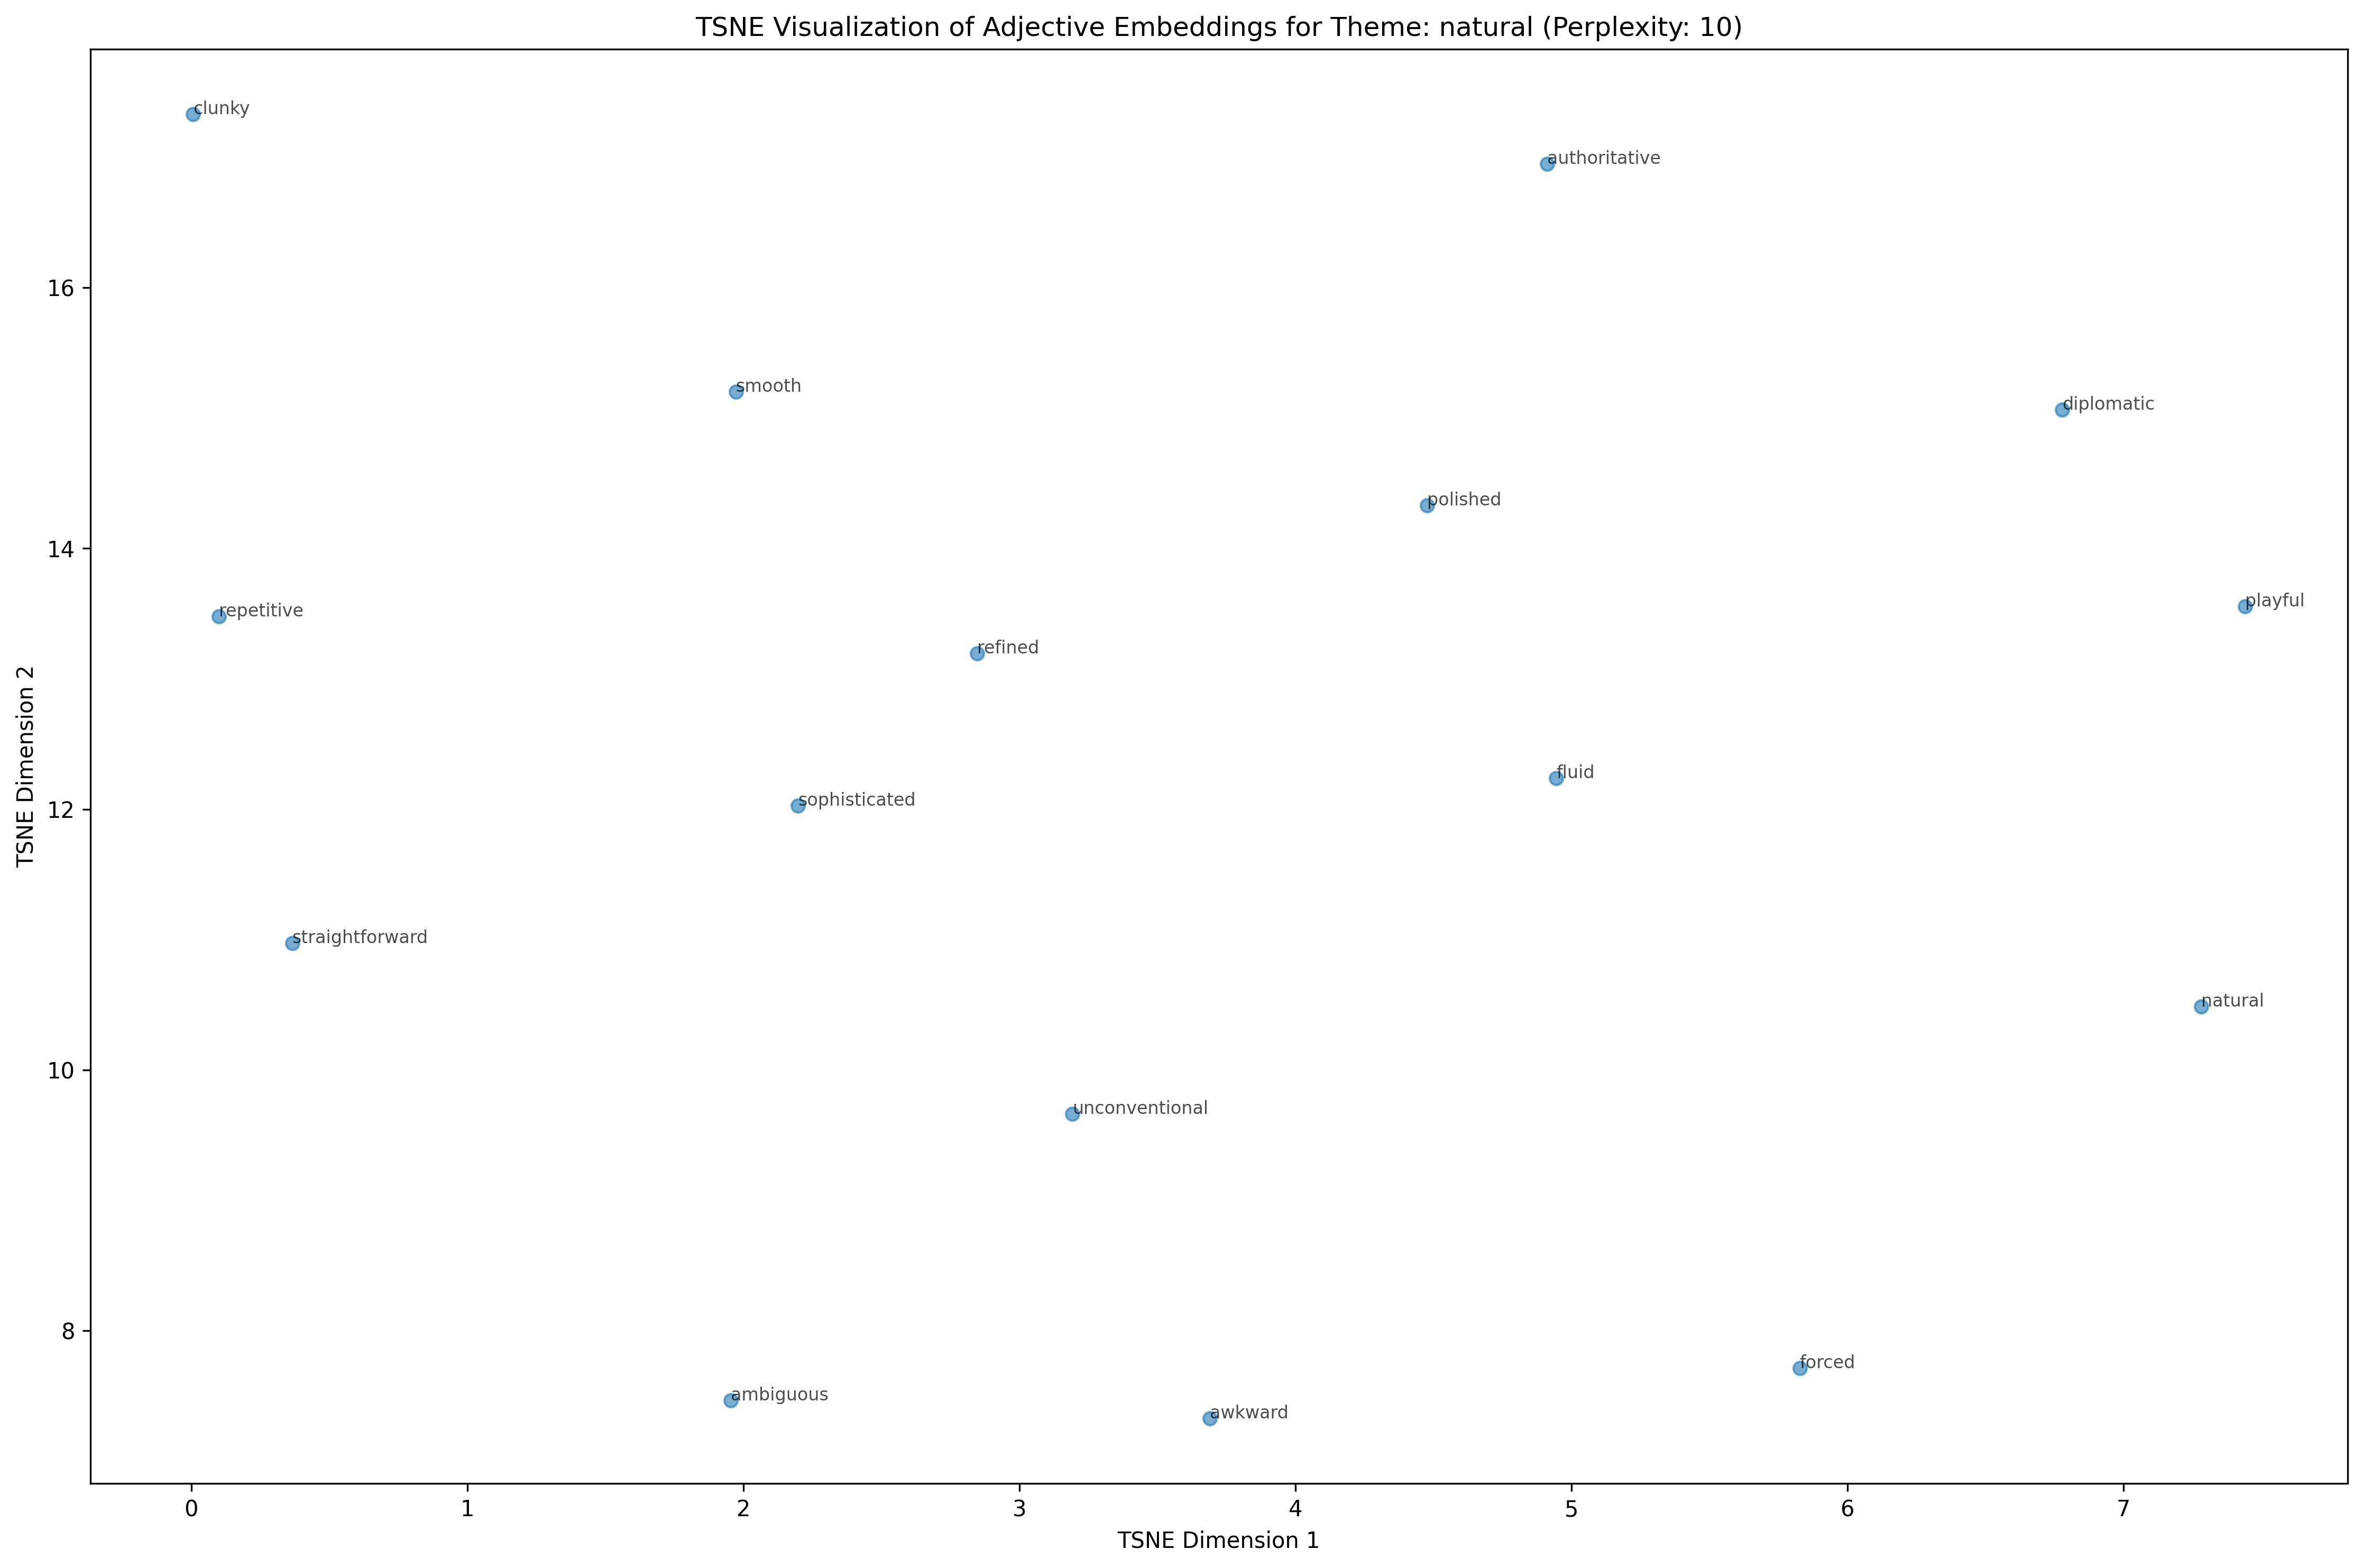 TSNE Visualization of Adjective Embeddings for Theme: natural (Perplexity: 10)
clunky
authoritative
16
smooth
diplomatic
polished
14
playful
repetitive
refined
fluid
12
sophisticated
straightforward
natural
10
unconventional
8
forced
ambiguous
awkward
TSNE Dimension 2
0 1 2 3 4 5 6 7
TSNE Dimension 1